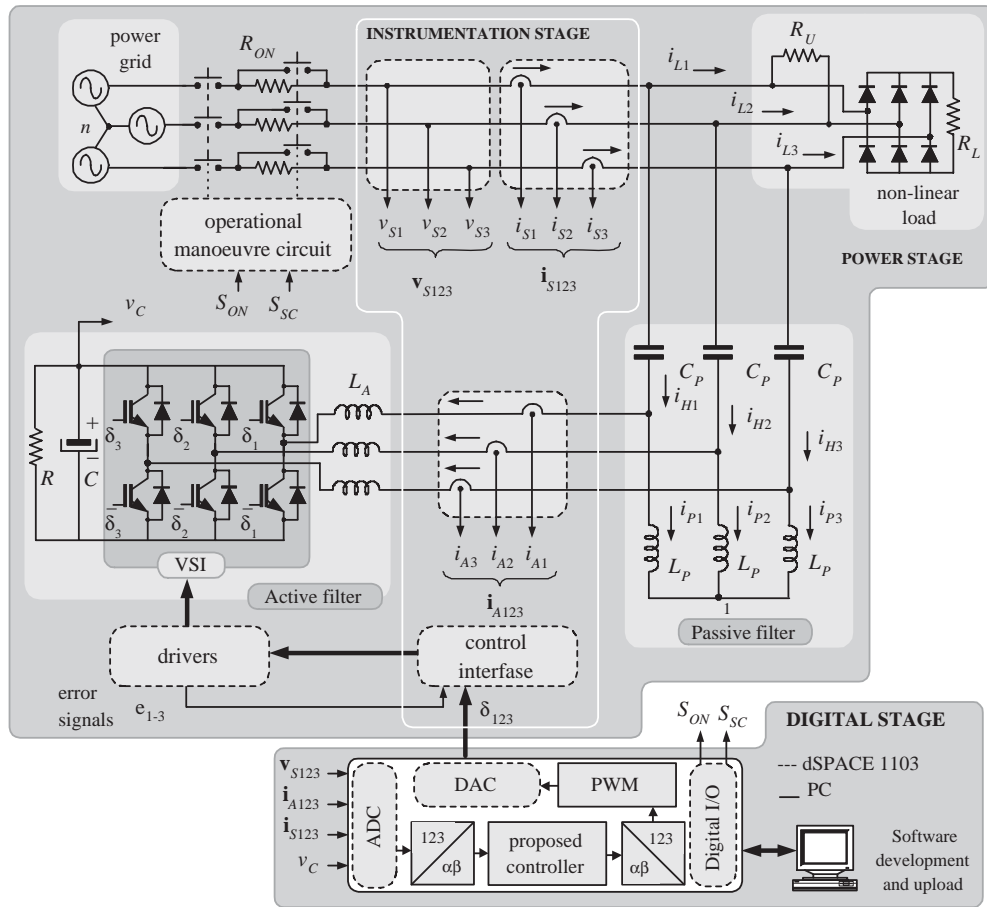 power
grid
n
R_ON
INSTRUMENTATION STAGE
i_L1
i_L2
i_L3
R_U
R_L
non-linear
load
POWER STAGE
operational
manoeuvre circuit
S_ON
S_SC
v_S1
v_S2
v_S3
v_S123
i_S1
i_S2
i_S3
i_S123
v_C
R
+
−
C
δ_3
δ_2
δ_1
δ̄_3
δ̄_2
δ̄_1
VSI
Active filter
L_A
i_A3
i_A2
i_A1
i_A123
C_P
C_P
C_P
i_H1
i_H2
i_H3
i_P1
i_P2
i_P3
L_P
L_P
L_P
1
Passive filter
drivers
control
interfase
error
signals
e_1-3
δ_123
S_ON
S_SC
DIGITAL STAGE
--- dSPACE 1103
__ PC
v_S123
i_A123
i_S123
v_C
ADC
DAC
PWM
123
αβ
proposed
controller
123
αβ
Digital I/O
Software
development
and upload